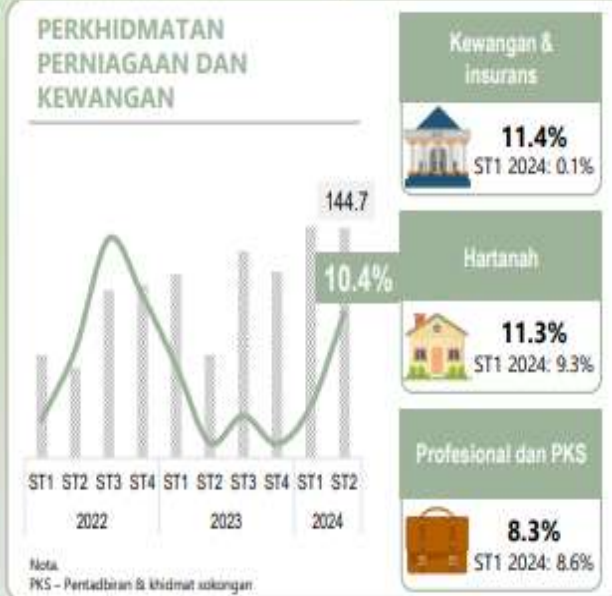 PERKHIDMATAN
PERNIAGAAN DAN
KEWANGAN
144.7
10.4%
ST1 ST2 ST3 ST4 ST1 ST2 ST3 ST4 ST1 ST2
2022 2023 2024
Nota
PKS – Pentadbiran & khidmat sokongan
Kewangan &
insurans
11.4%
ST1 2024: 0.1%
Hartanah
11.3%
ST1 2024: 9.3%
Profesional dan PKS
8.3%
ST1 2024: 8.6%